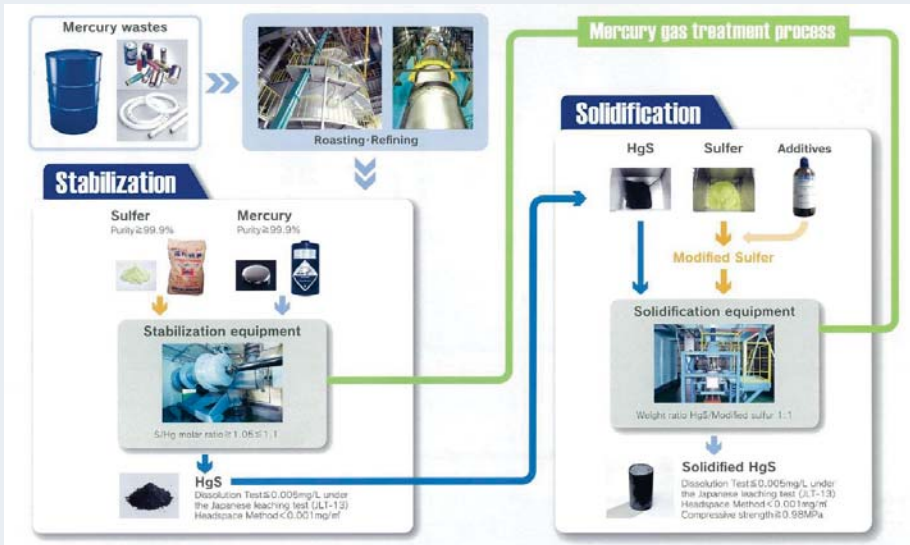 Mercury wastes
Roasting・Refining
Mercury gas treatment process
Stabilization
Sulfer
Purity≧99.9%
Mercury
Purity≧99.9%
Stabilization equipment
S/Hg molar ratio≧1.05≦1.1
HgS
Dissolution Test≦0.005mg/L under
the Japanese leaching test (JLT-13)
Headspace Method<0.001mg/㎥
Solidification
HgS
Sulfer
Additives
Modified Sulfer
Solidification equipment
Weight ratio HgS/Modified sulfur 1:1
Solidified HgS
Dissolution Test≦0.005mg/L under
the Japanese leaching test (JLT-13)
Headspace Method<0.001mg/㎥
Compressive strength≧0.98MPa